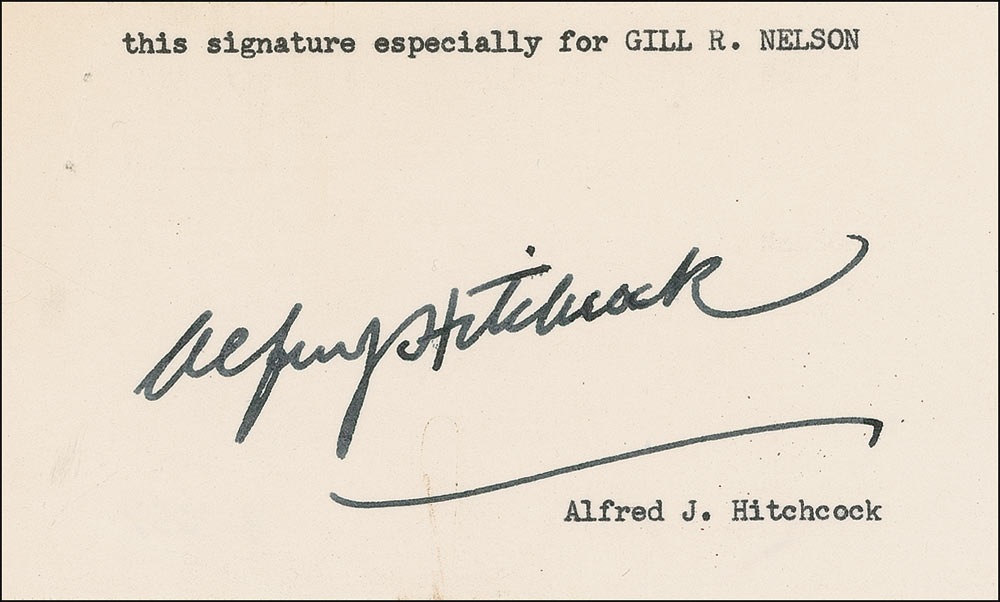 this signature especially for GILL R. NELSON
Alfred J Hitchcock
Alfred J. Hitchcock